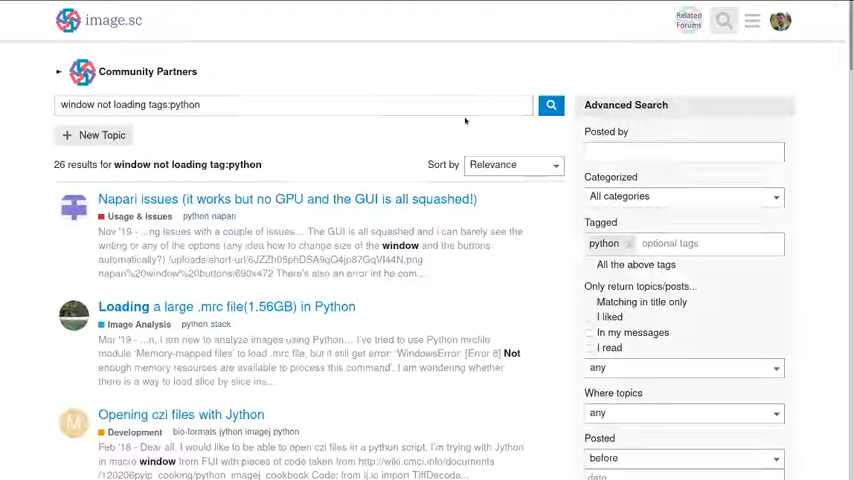 image.sc
Related
Forums
Community Partners
window not loading tags:python
New Topic
26 results for window not loading tag:python
Sort by
Relevance
Napari issues (it works but no GPU and the GUI is all squashed!)
Usage & Issues python napari
Nov '19 - ...ng issues with a couple of issues... The GUI is all squashed and i can barely see the
writing or any of the options (any idea how to change size of the window and the buttons
automatically?)
napari%20window%20buttons|690x472 There's also an error int he com...
Loading a large .mrc file(1.56GB) in Python
Image Analysis python stack
Mar '19 - ...n, I am new to analyze images using Python... I've tried to use Python mrcfile
module 'Memory-mapped files' to load .mrc file, but it still get error: 'WindowsError: [Error 8] Not
enough memory resources are available to process this command'. I am wondering whether
there is a way to load slice by slice ins...
Opening czi files with Jython
Development bio-formats jython imagej python
Feb '18 - Dear all, I would like to be able to open czi files in a python script. I'm trying with Jython
in macro window from FIJI with pieces of code taken from http://wiki.cmci.info/documents
/120206pyip_cooking/python_imagej_cookbook Code: from ij.io import TiffDecode...
Advanced Search
Posted by
Categorized
All categories
Tagged
python optional tags
All the above tags
Only return topics/posts...
Matching in title only
I liked
In my messages
I read
any
Where topics
any
Posted
before
date